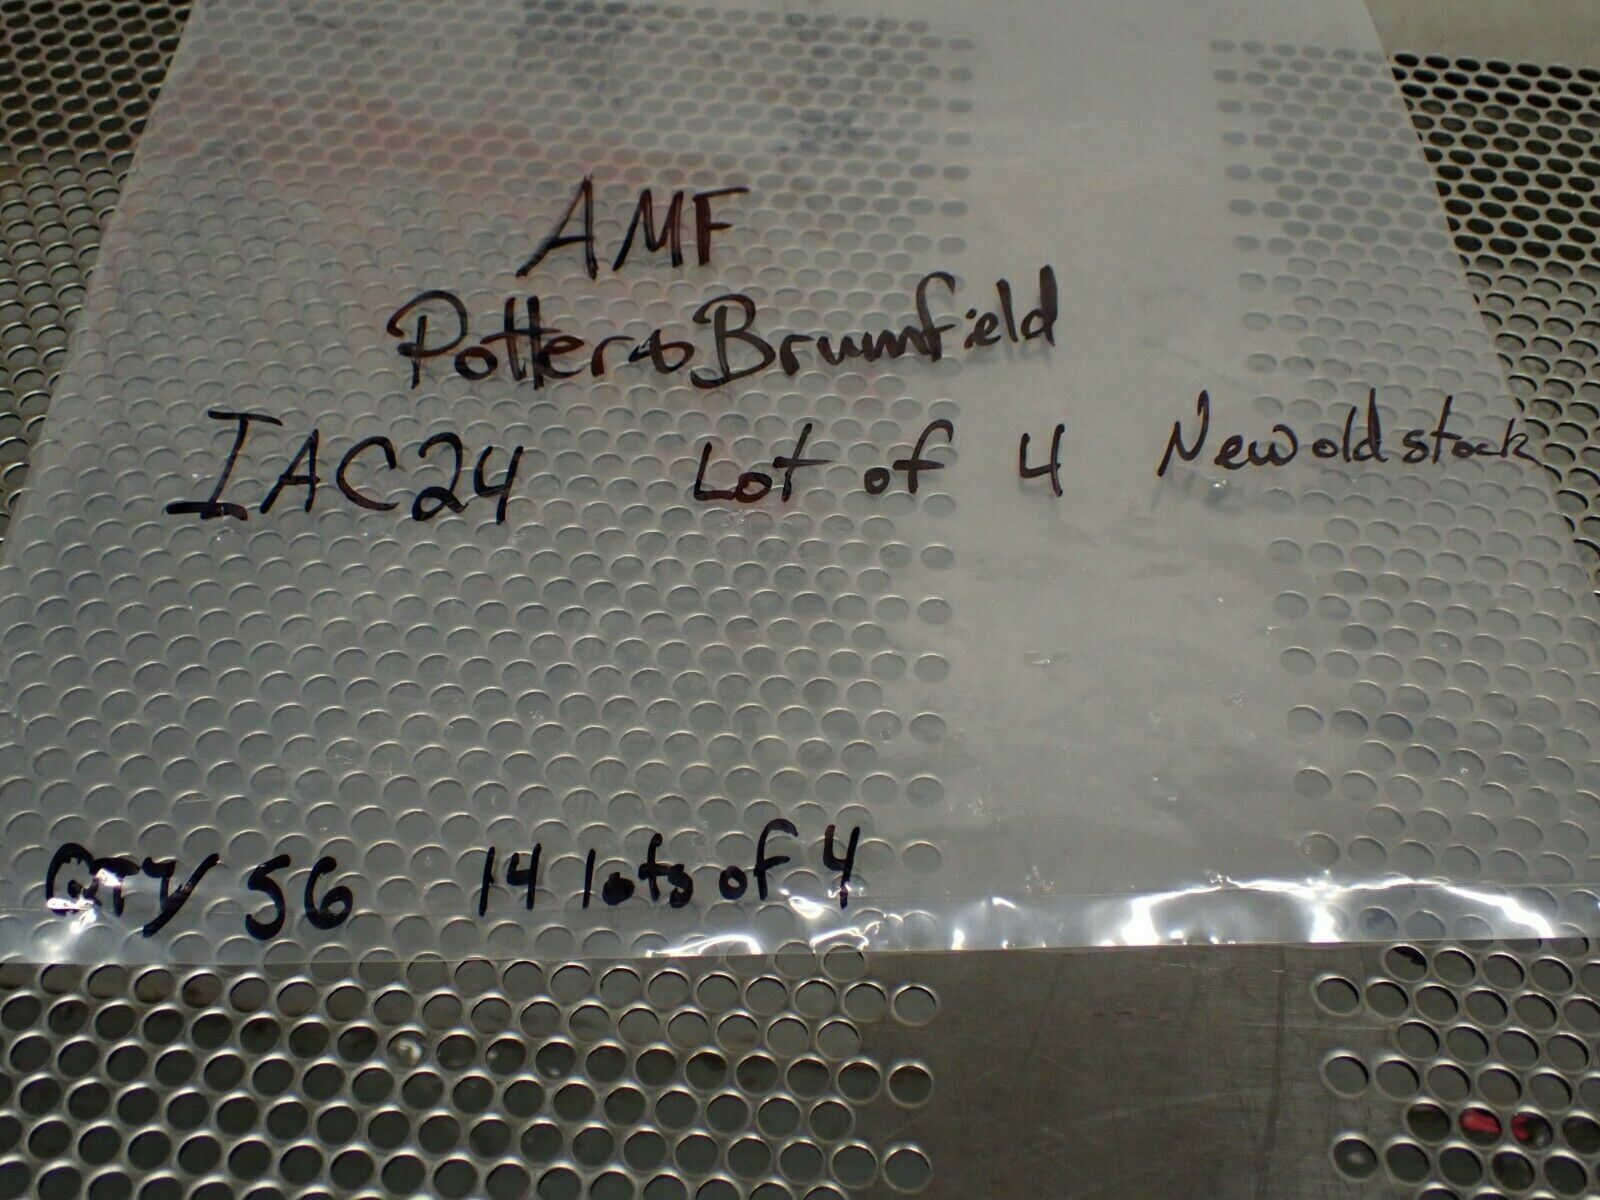 AMF
Potter & Brumfield
IAC24 Lot of 4 New old stock
QTY 56 14 lots of 4